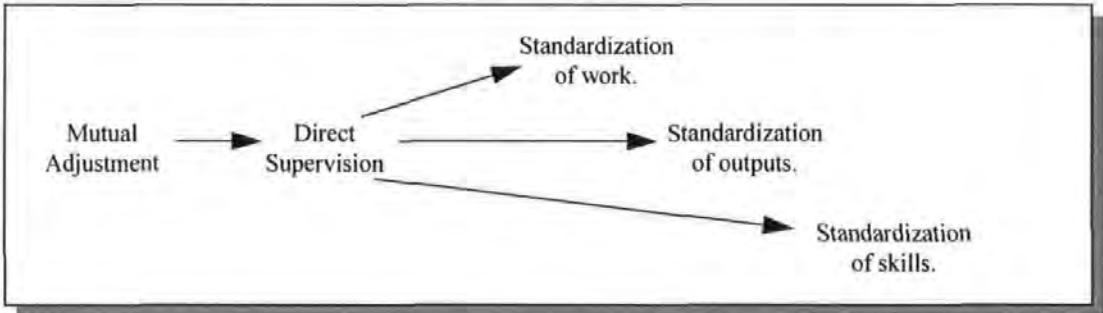 Standardization
of work.
Mutual
Adjustment
Direct
Supervision
Standardization
of outputs.
Standardization
of skills.